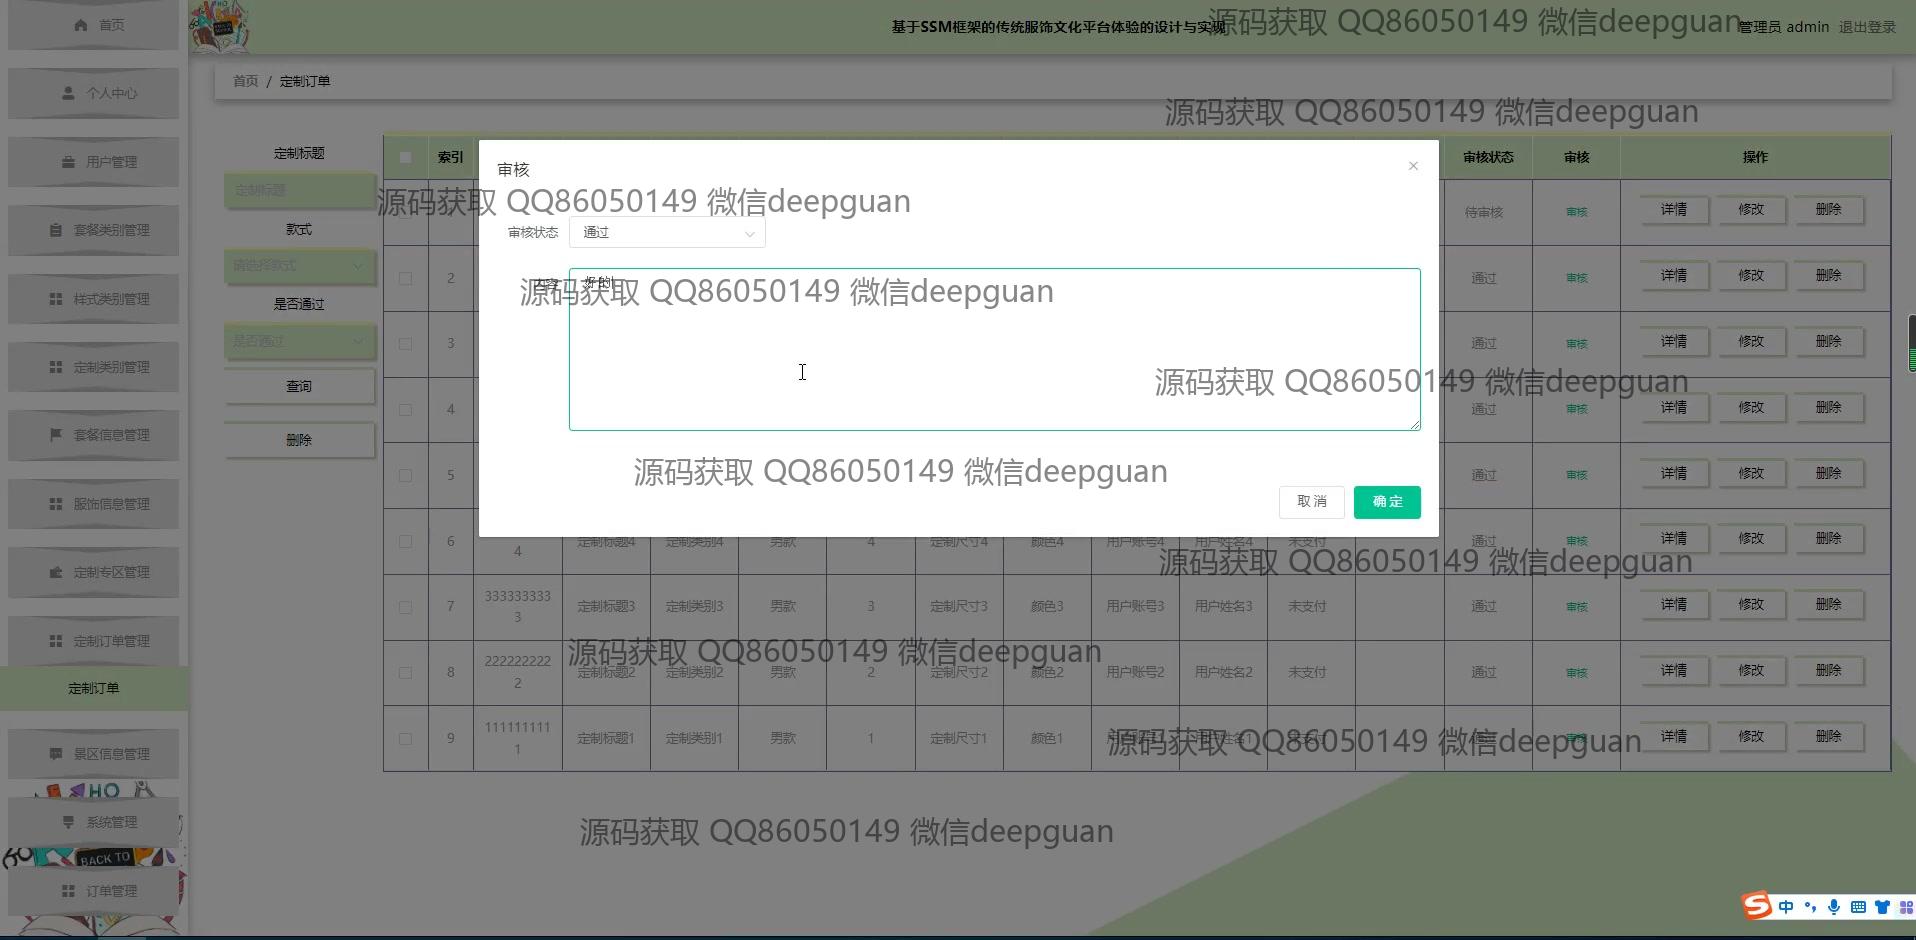 首页
基于SSM框架的传统服饰文化平台体验的设计与实现
源码获取 QQ86050149 微信deepguan
管理员 admin 退出登录
个人中心
首页 / 定制订单
源码获取 QQ86050149 微信deepguan
用户管理
套餐类别管理
样式类别管理
定制类别管理
套餐信息管理
服饰信息管理
定制专区管理
定制订单管理
定制订单
景区信息管理
HO
系统管理
BACK TO
订单管理
定制标题
定制标题
款式
请选择款式
是否通过
是否通过
查询
删除
索引 审核状态 审核 操作
待审核 审核 详情 修改 删除
2 通过 审核 详情 修改 删除
3 通过 审核 详情 修改 删除
4 通过 审核 详情 修改 删除
5 通过 审核 详情 修改 删除
审核
源码获取 QQ86050149 微信deepguan
审核状态 通过
内容 好的
源码获取 QQ86050149 微信deepguan
源码获取 QQ86050149 微信deepguan
源码获取 QQ86050149 微信deepguan
取消 确定
6 4 定制标题4 定制类别4 男款 4 定制尺寸4 颜色4 用户账号4 用户姓名4 未支付 通过 审核 详情 修改 删除
源码获取 QQ86050149 微信deepguan
7 3333333333 定制标题3 定制类别3 男款 3 定制尺寸3 颜色3 用户账号3 用户姓名3 未支付 通过 审核 详情 修改 删除
源码获取 QQ86050149 微信deepguan
8 2222222222 定制标题2 定制类别2 男款 2 定制尺寸2 颜色2 用户账号2 用户姓名2 未支付 通过 审核 详情 修改 删除
9 1111111111 定制标题1 定制类别1 男款 1 定制尺寸1 颜色1 详情 修改 删除
源码获取 QQ86050149 微信deepguan
源码获取 QQ86050149 微信deepguan
中